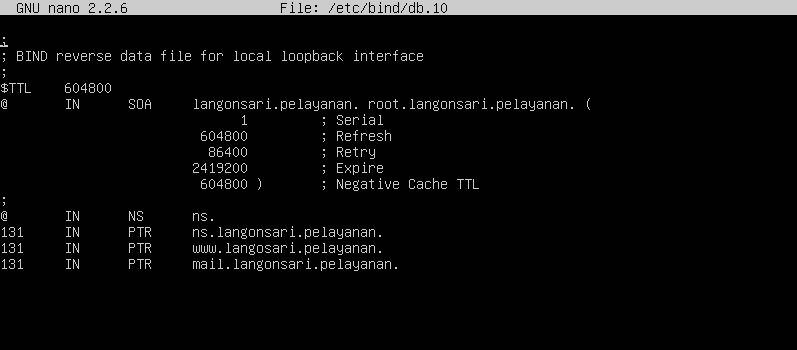 GNU nano 2.2.6 File: /etc/bind/db.10
;
; BIND reverse data file for local loopback interface
;
$TTL 604800
@ IN SOA langonsari.pelayanan. root.langonsari.pelayanan. (
1 ; Serial
604800 ; Refresh
86400 ; Retry
2419200 ; Expire
604800 ) ; Negative Cache TTL
;
@ IN NS ns.
131 IN PTR ns.langonsari.pelayanan.
131 IN PTR www.langosari.pelayanan.
131 IN PTR mail.langonsari.pelayanan.